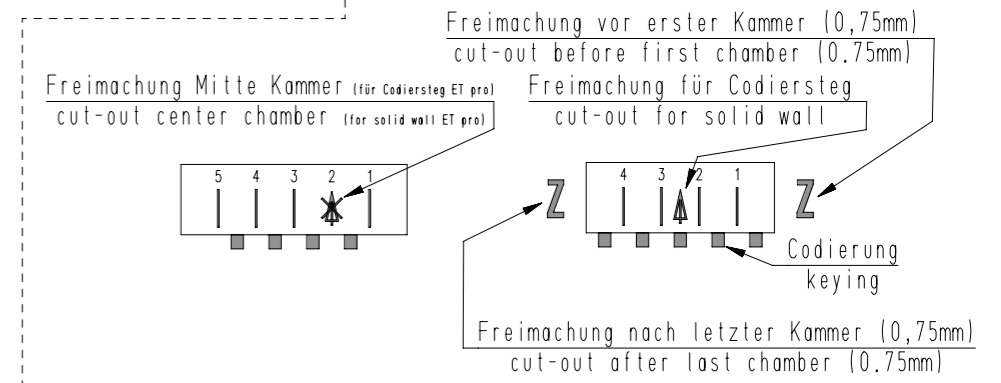 Freimachung vor erster Kammer (0,75mm)
cut-out before first chamber (0.75mm)
Freimachung Mitte Kammer (für Codiersteg ET pro)
cut-out center chamber (for solid wall ET pro)
Freimachung für Codiersteg
cut-out for solid wall
5 4 3 2 1
Z 4 3 2 1 Z
Codierung
keying
Freimachung nach letzter Kammer (0,75mm)
cut-out after last chamber (0.75mm)